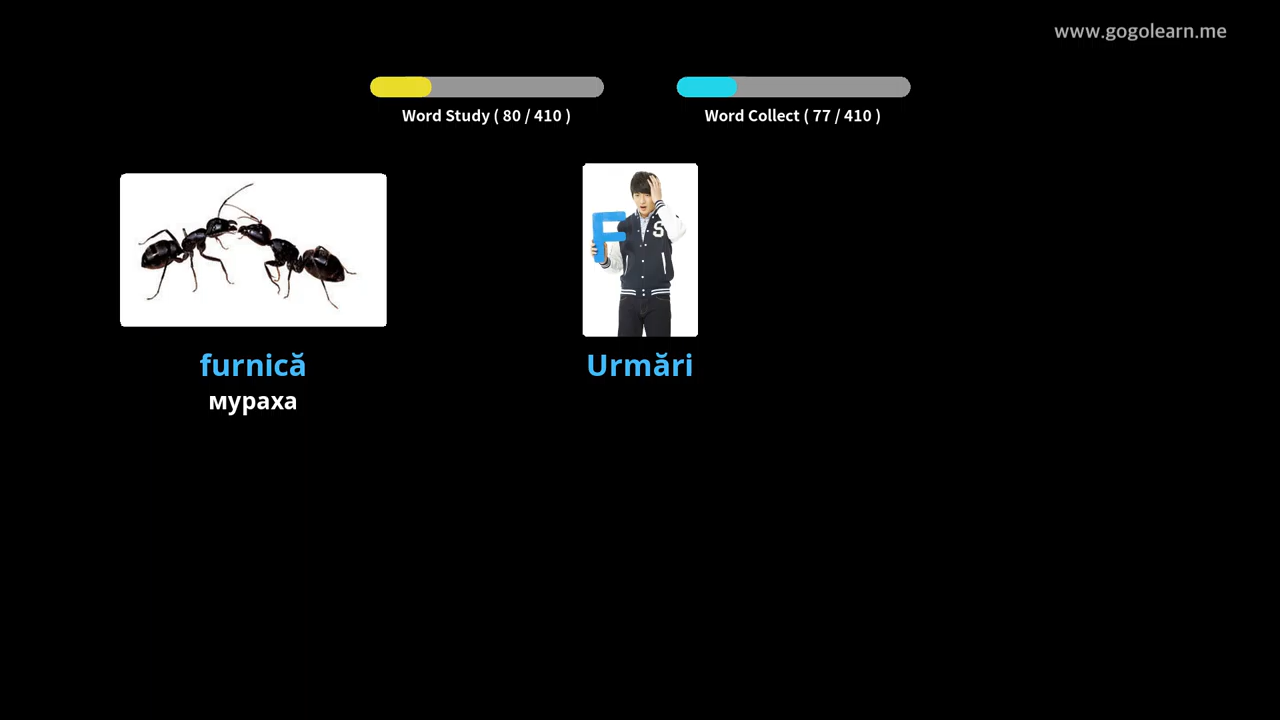 www.gogolearn.me
Word Study ( 80 / 410 )
Word Collect ( 77 / 410 )
F
S
furnică
Urmări
мураха